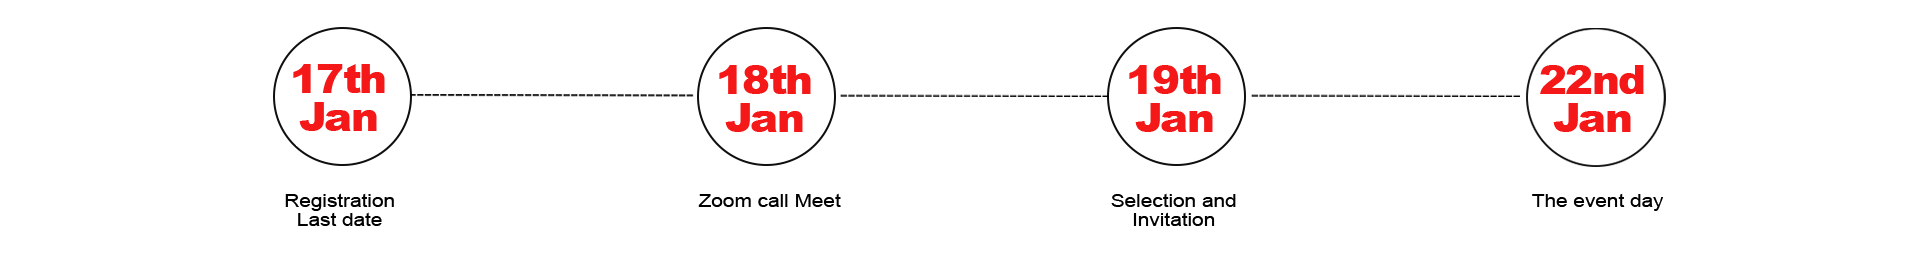 17th
Jan
Registration
Last date
18th
Jan
Zoom call Meet
19th
Jan
Selection and
Invitation
22nd
Jan
The event day